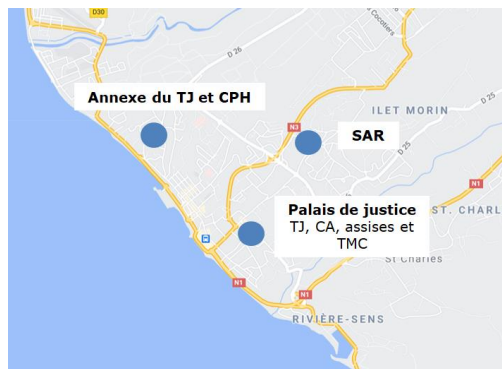 D30
Cocotiers
D 26
Annexe du TJ et CPH
D 25
ILET MORIN
N3
SAR
D 25
N1
Palais de justice
TJ, CA, assises et
TMC
ST. CHARL
St Charles
N1
N1
RIVIÈRE-SENS